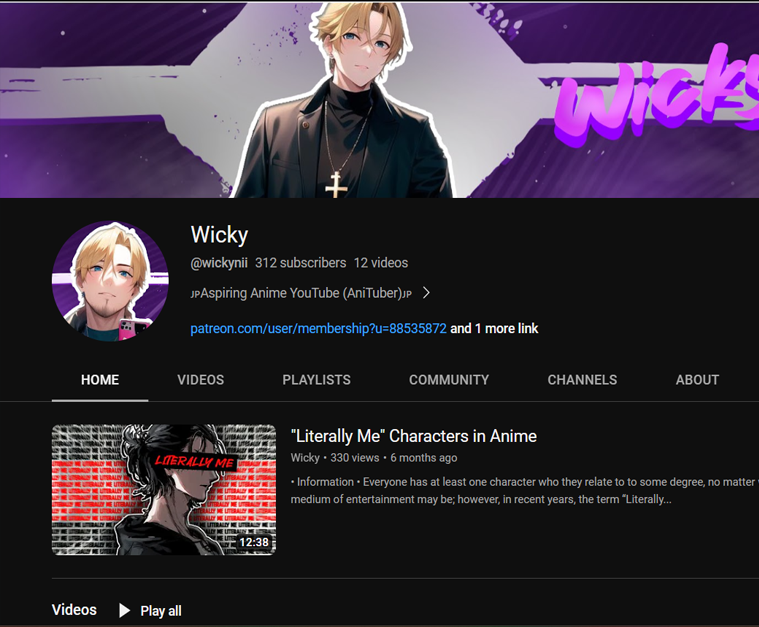 Wicky
Wicky
@wickynii 312 subscribers 12 videos
JPAspiring Anime YouTube (AniTuber)JP
patreon.com/user/membership?u=88535872 and 1 more link
HOME VIDEOS PLAYLISTS COMMUNITY CHANNELS ABOUT
LITERALLY ME
12:38
"Literally Me" Characters in Anime
Wicky • 330 views • 6 months ago
• Information • Everyone has at least one character who they relate to to some degree, no matter
medium of entertainment may be; however, in recent years, the term “Literally...
Videos Play all